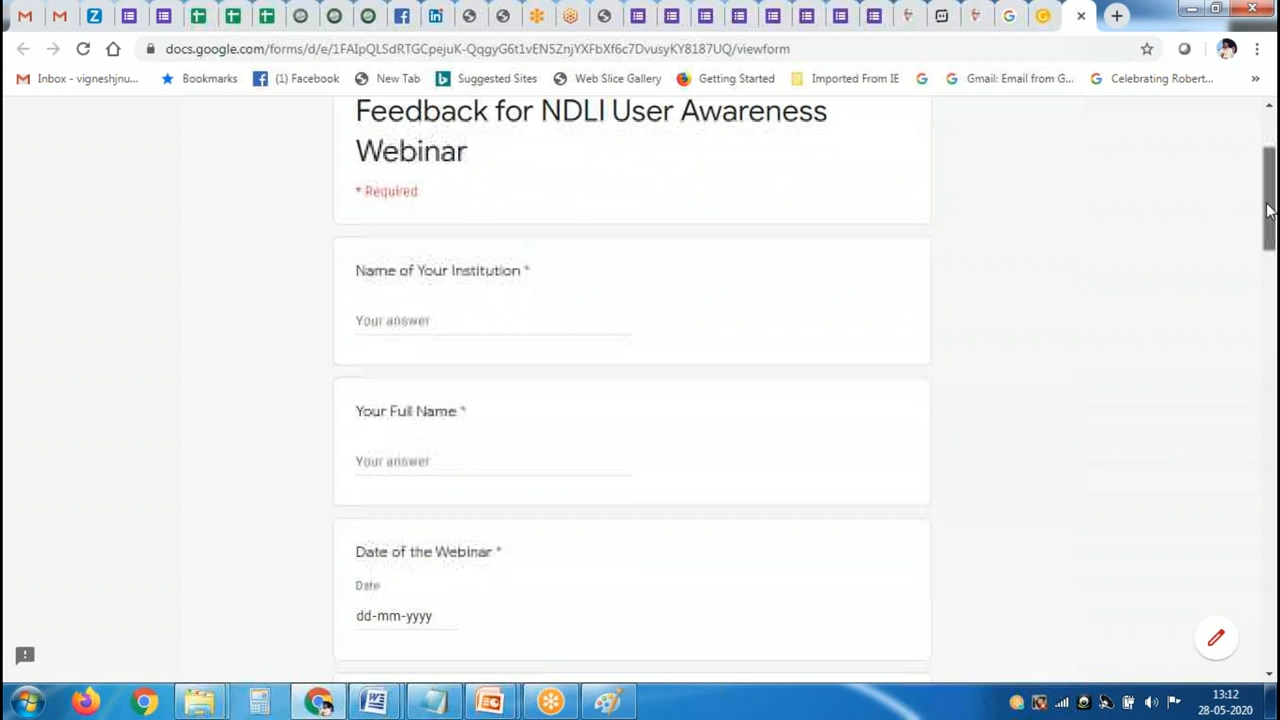 docs.google.com/forms/d/e/1FAIpQLSdRTGCpejuK-QqgyG6t1vEN5ZnjYXFbXf6c7DvusyKY8187UQ/viewform
Inbox - vigneshjnu... Bookmarks (1) Facebook New Tab Suggested Sites Web Slice Gallery Getting Started Imported From IE Gmail: Email from G... Celebrating Robert... »
Feedback for NDLI User Awareness
Webinar
* Required
Name of Your Institution *
Your answer
Your Full Name *
Your answer
Date of the Webinar *
Date
dd-mm-yyyy
13:12
28-05-2020